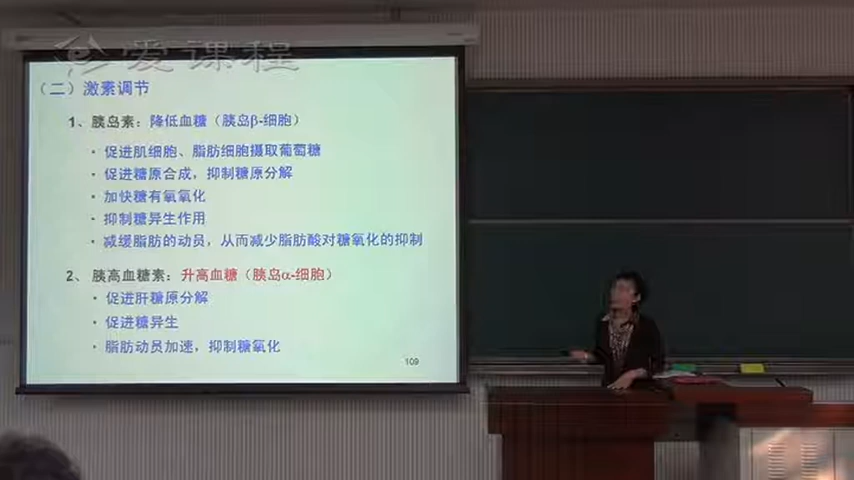 爱课程
（二）激素调节
1、胰岛素：降低血糖（胰岛β-细胞）
• 促进肌细胞、脂肪细胞摄取葡萄糖
• 促进糖原合成，抑制糖原分解
• 加快糖有氧氧化
• 抑制糖异生作用
• 减缓脂肪的动员，从而减少脂肪酸对糖氧化的抑制
2、胰高血糖素：升高血糖（胰岛α-细胞）
• 促进肝糖原分解
• 促进糖异生
• 脂肪动员加速，抑制糖氧化
109